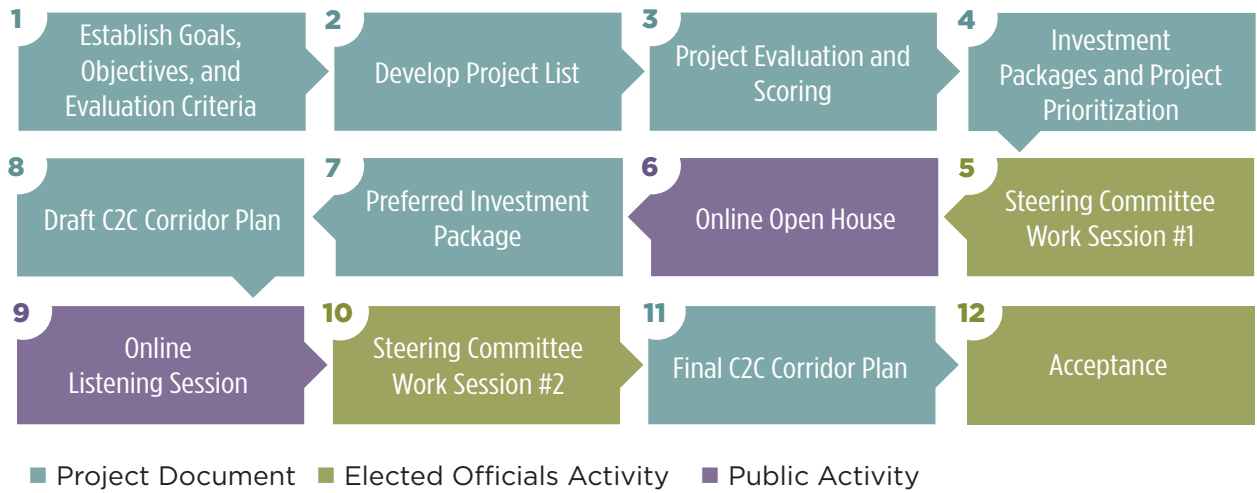 1
Establish Goals,
Objectives, and
Evaluation Criteria
2
Develop Project List
3
Project Evaluation and
Scoring
4
Investment
Packages and Project
Prioritization
5
Steering Committee
Work Session #1
6
Online Open House
7
Preferred Investment
Package
8
Draft C2C Corridor Plan
9
Online
Listening Session
10
Steering Committee
Work Session #2
11
Final C2C Corridor Plan
12
Acceptance
Project Document
Elected Officials Activity
Public Activity